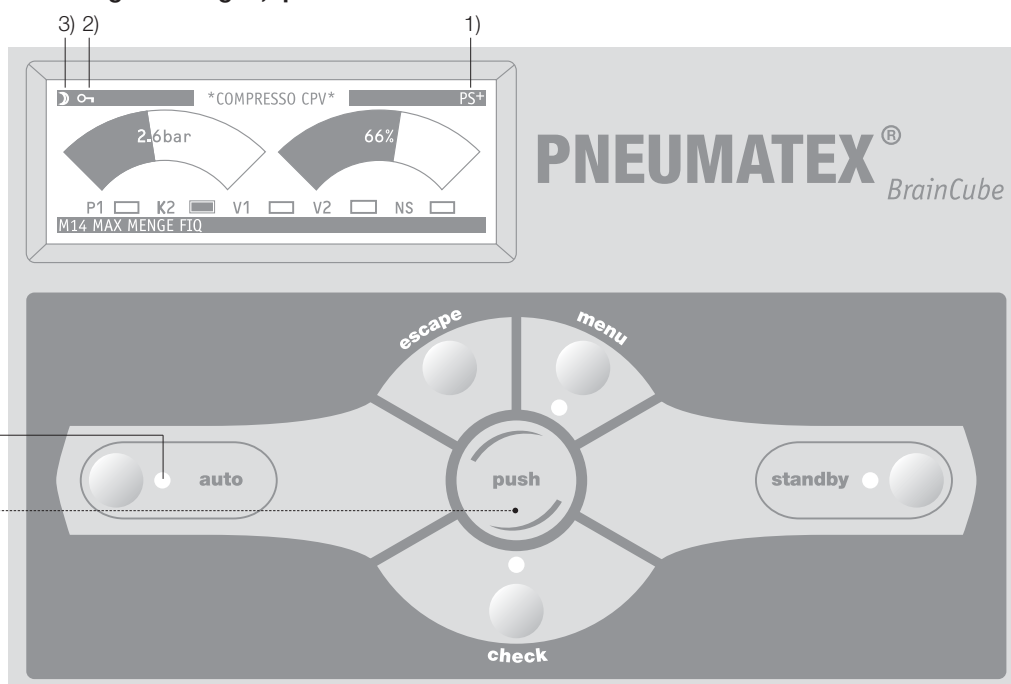 3) 2) 1)
*COMPRESSO CPV* PS+
2.6bar 66%
P1 K2 V1 V2 NS
M14 MAX MENGE FIQ
PNEUMATEX®
BrainCube
escape menu
auto push standby
check